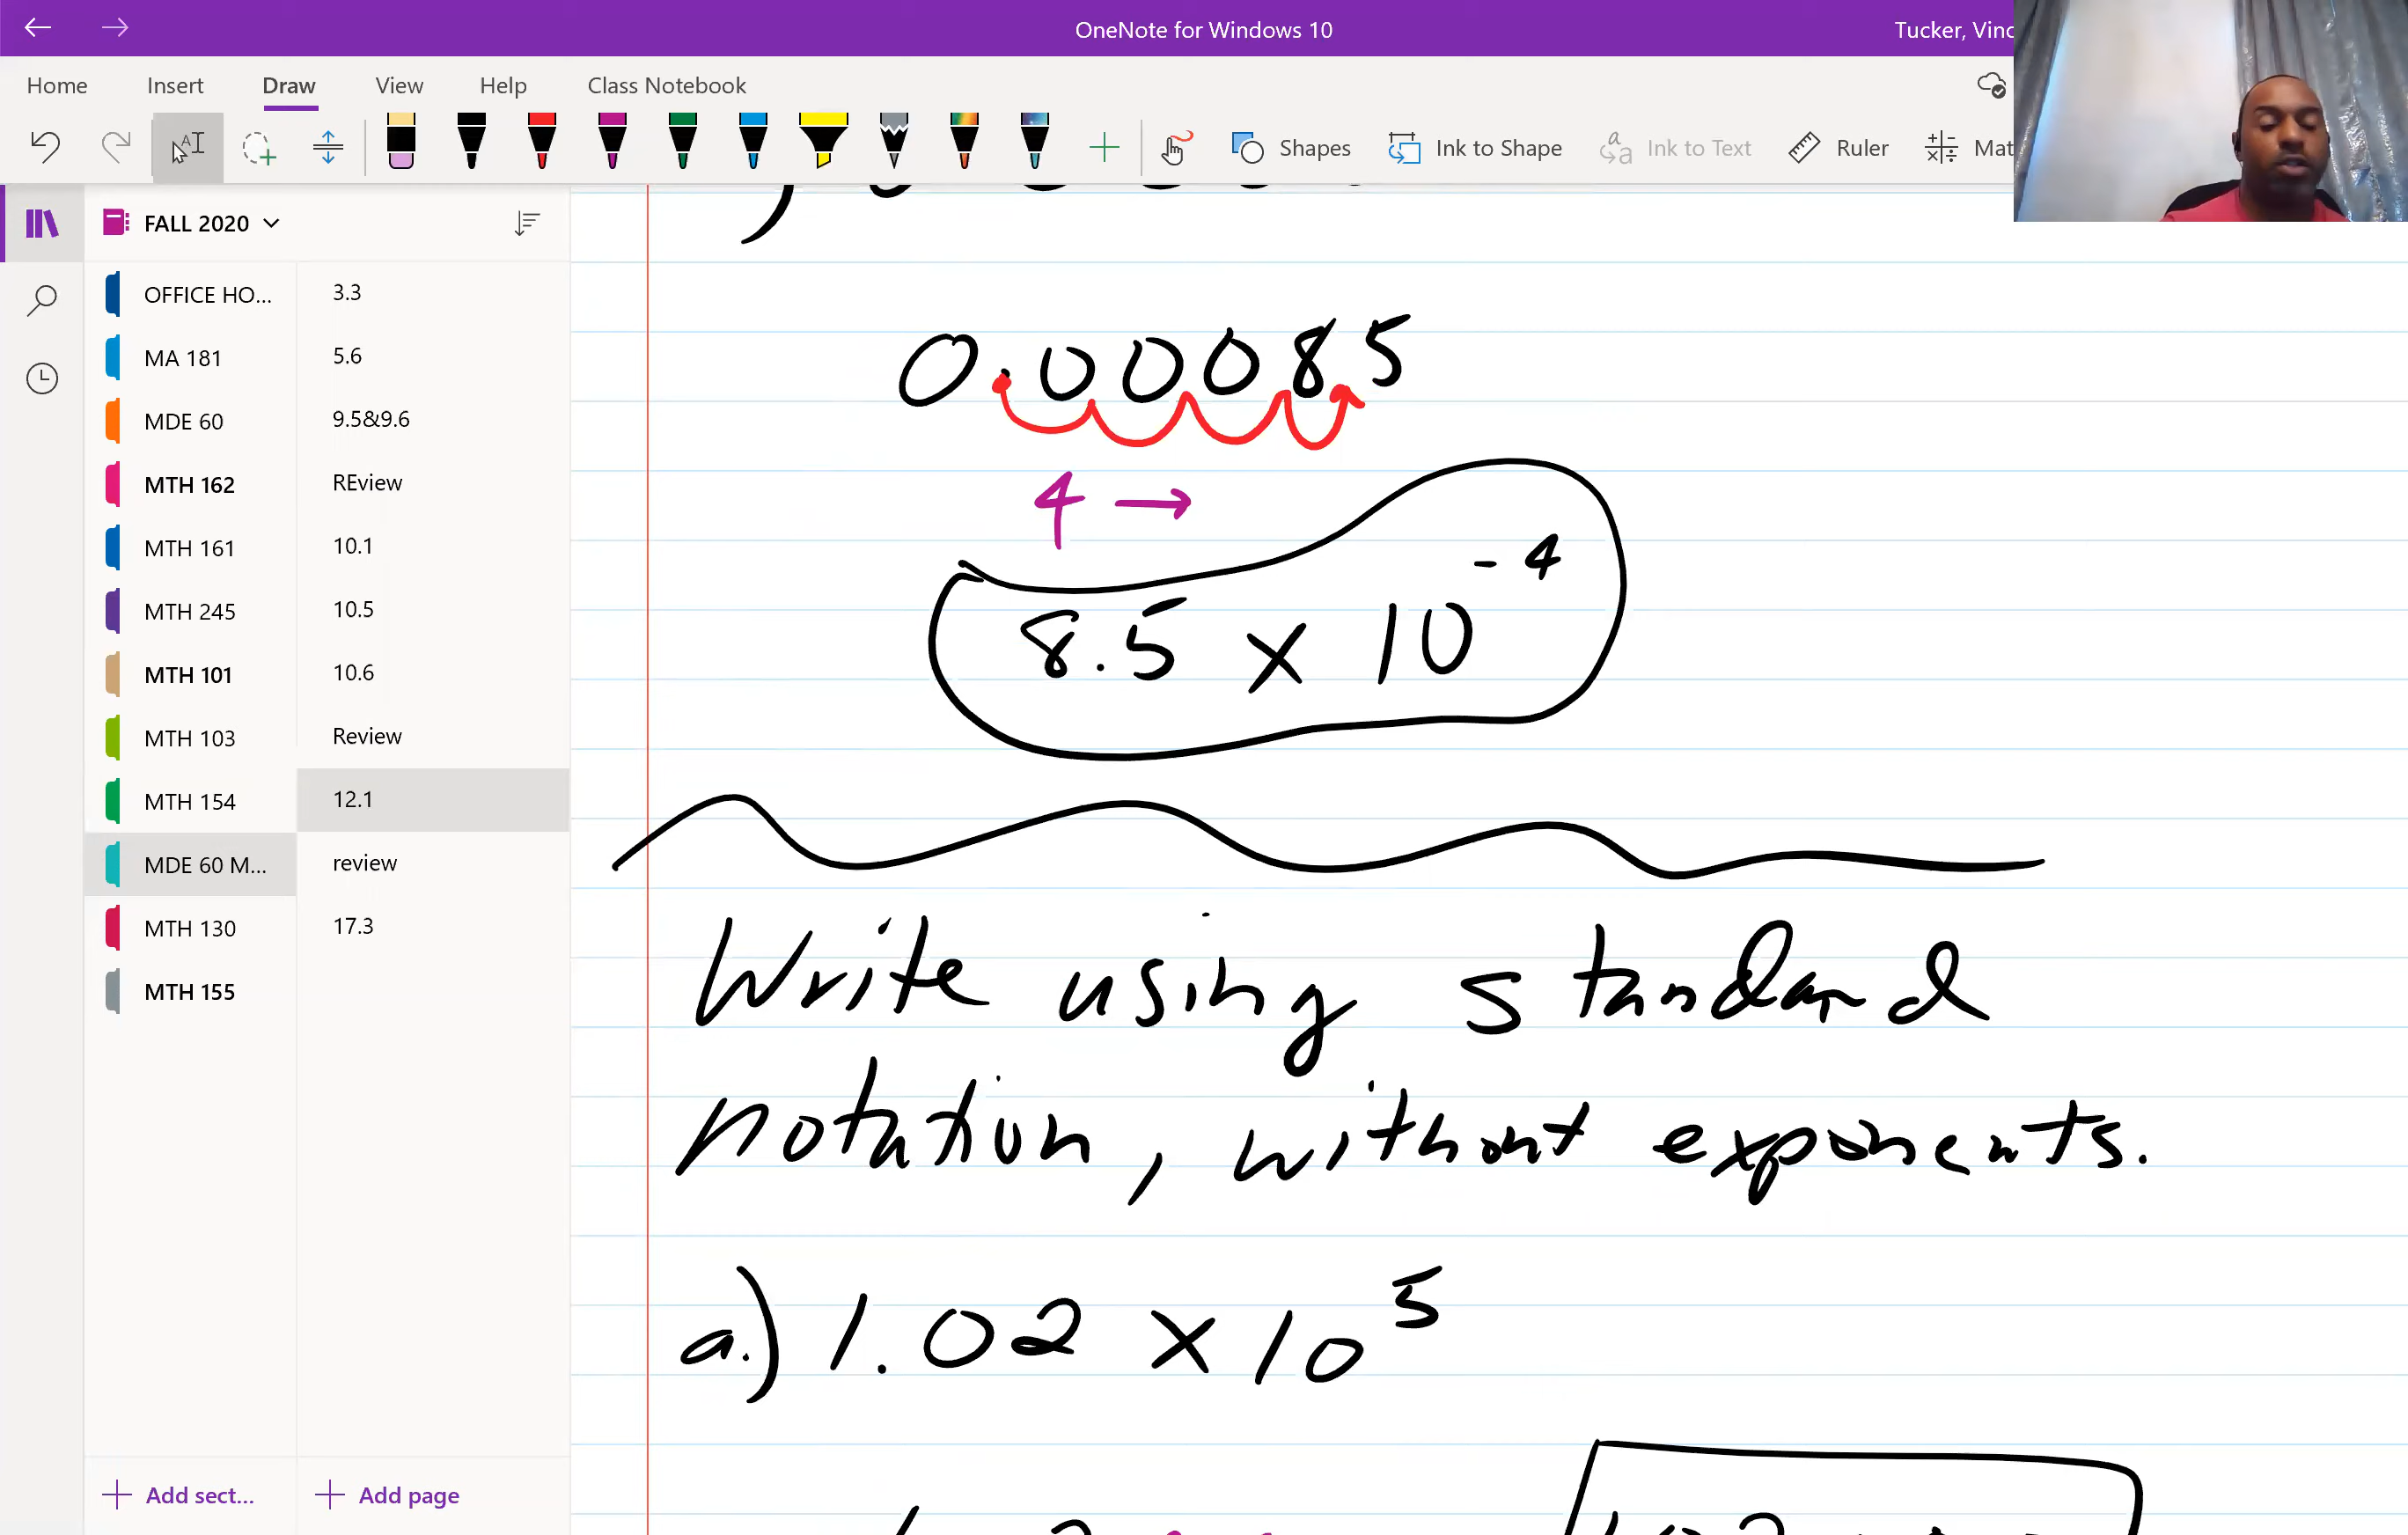 OneNote for Windows 10
Tucker, Vinc
Home Insert Draw View Help Class Notebook
Shapes Ink to Shape Ink to Text Ruler Mat
FALL 2020
OFFICE HO...
MA 181
MDE 60
MTH 162
MTH 161
MTH 245
MTH 101
MTH 103
MTH 154
MDE 60 M...
MTH 130
MTH 155
Add sect...
3.3
5.6
9.5&9.6
REview
10.1
10.5
10.6
Review
12.1
review
17.3
Add page
0.00085
4 →
8.5 x 10^-4
Write using standard
notation, without exponents.
a.) 1.02 x 10^5